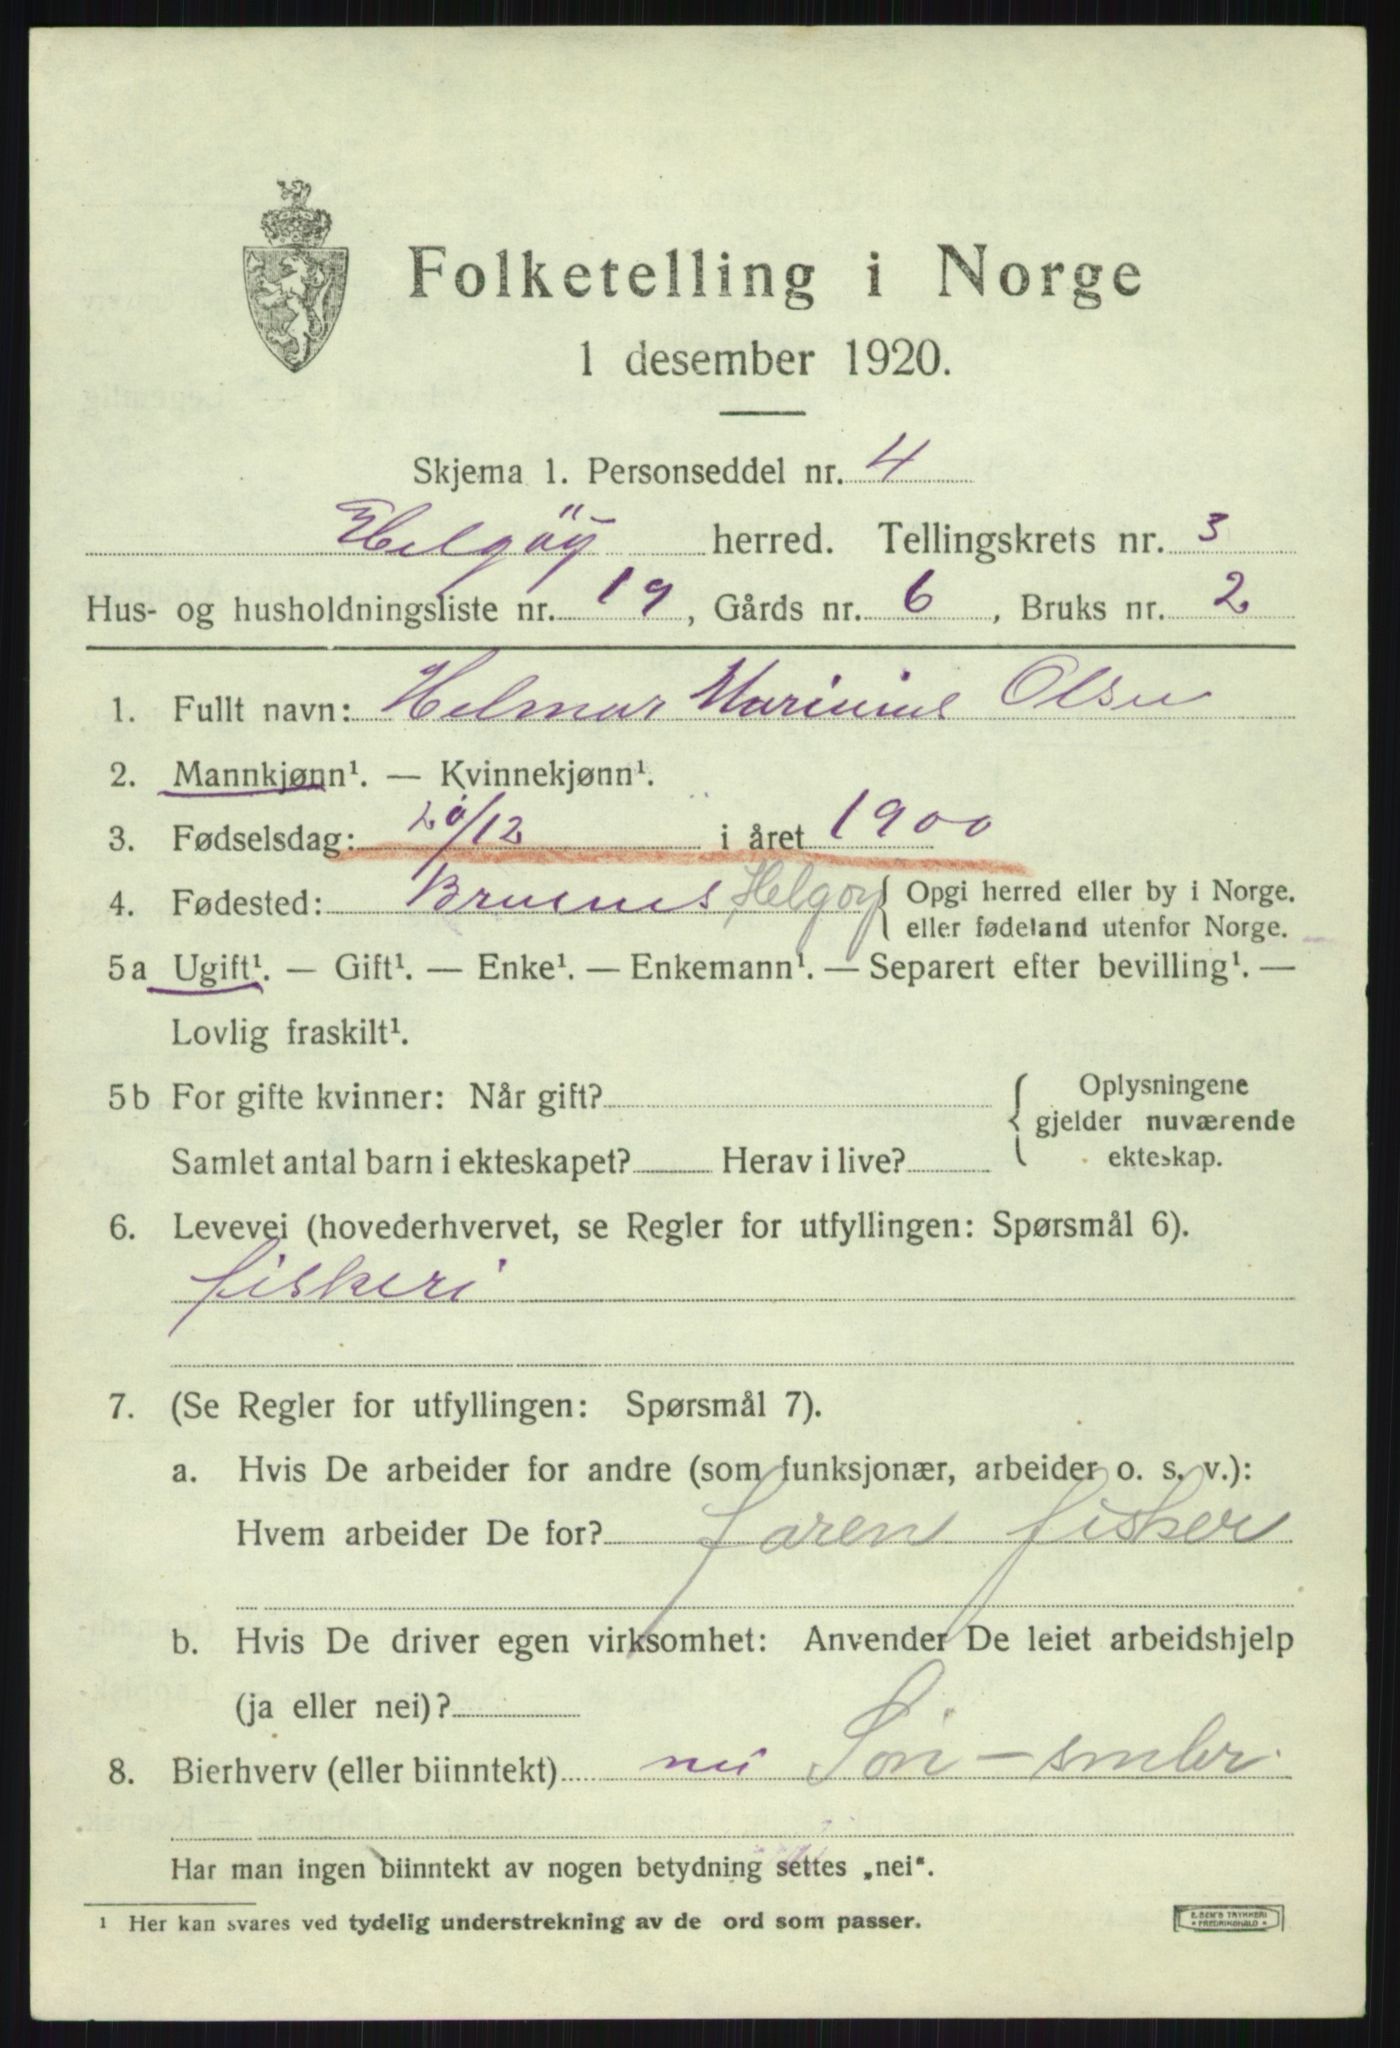 Folketelling i Norge
1 desember 1920.
Skjema 1. Personseddel nr. 4
Helgöy herred. Tellingskrets nr. 3
Hus- og husholdningsliste nr. 19, Gårds nr. 6, Bruks nr. 2
1. Fullt navn: Helmar Marinius Olsen
2. Mannkjønn¹. — Kvinnekjønn¹.
3. Fødselsdag: 20/12 i året 1900
4. Fødested: Helgøy { Opgi herred eller by i Norge.
eller fødeland utenfor Norge.
5a Ugift¹. — Gift¹. — Enke¹. — Enkemann¹. — Separert efter bevilling¹. —
Lovlig fraskilt¹.
5b For gifte kvinner: Når gift? { Oplysningene
gjelder nuværende
Samlet antal barn i ekteskapet? Herav i live? ekteskap.
6. Levevei (hovederhvervet, se Regler for utfyllingen: Spørsmål 6).
fiskeri
7. (Se Regler for utfyllingen: Spørsmål 7).
a. Hvis De arbeider for andre (som funksjonær, arbeider o. s. v.):
Hvem arbeider De for? faren fisker
b. Hvis De driver egen virksomhet: Anvender De leiet arbeidshjelp
(ja eller nei)?
8. Bierhverv (eller biinntekt) nei Søn - smbr.
Har man ingen biinntekt av nogen betydning settes „nei“.
¹ Her kan svares ved tydelig understrekning av de ord som passer.
E. SEM'S TRYKKERI
• FREDRIKSHALD •